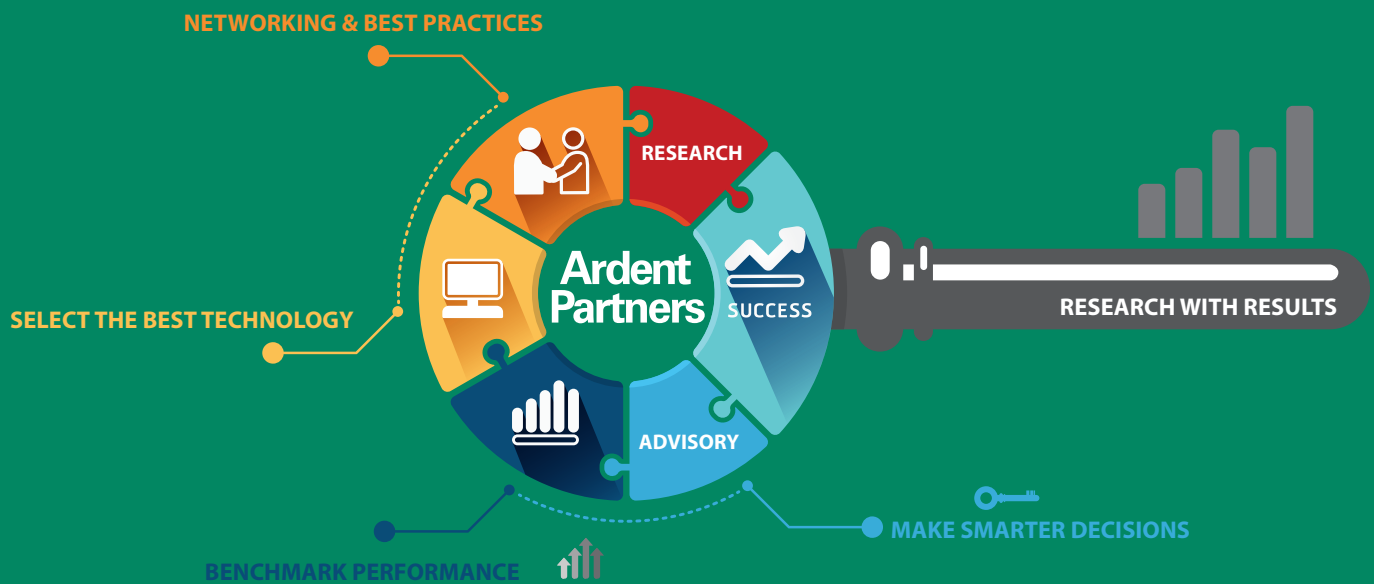 NETWORKING & BEST PRACTICES
RESEARCH
Ardent
Partners
SUCCESS
RESEARCH WITH RESULTS
SELECT THE BEST TECHNOLOGY
ADVISORY
MAKE SMARTER DECISIONS
BENCHMARK PERFORMANCE